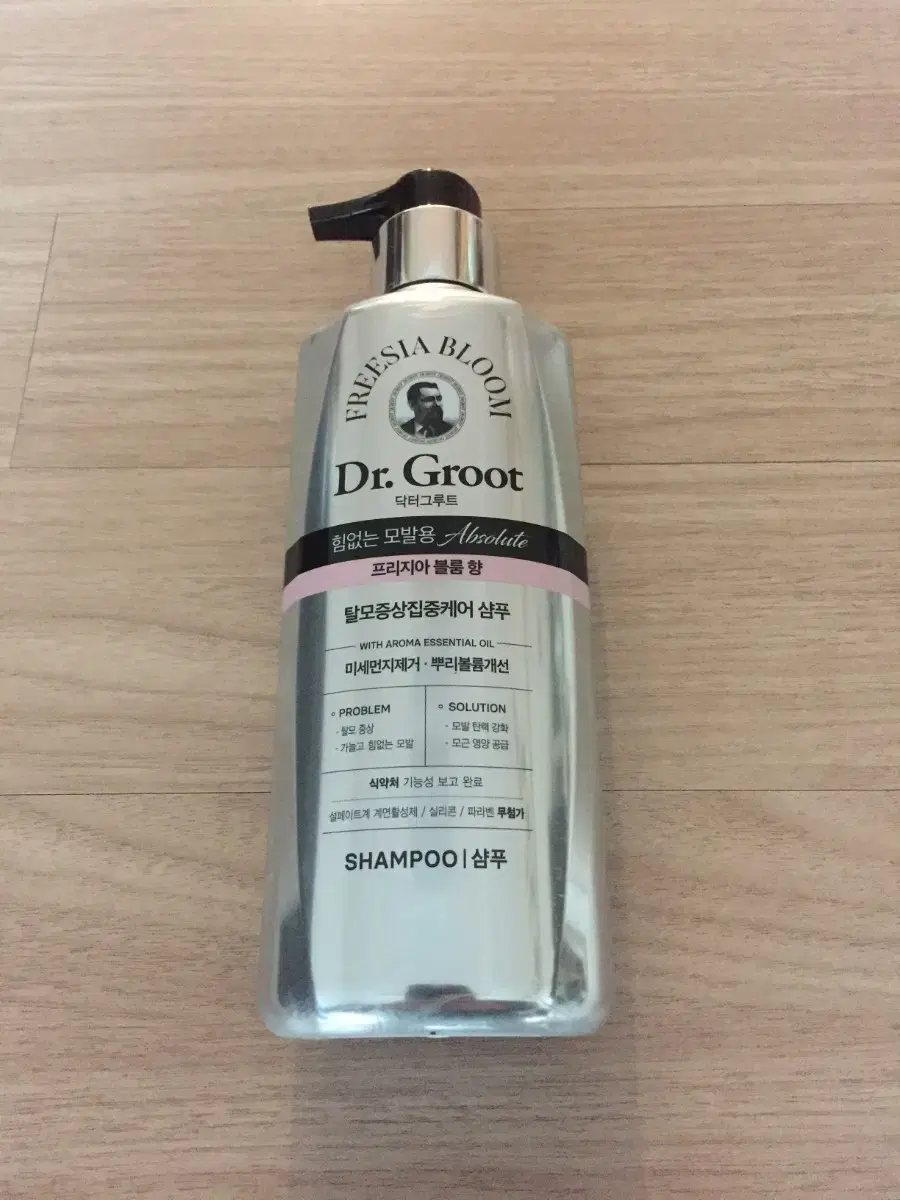 FREESIA BLOOM
Dr. Groot
닥터그루트
힘없는 모발용 Absolute
프리지아 블룸 향
탈모증상집중케어 샴푸
WITH AROMA ESSENTIAL OIL
미세먼지제거 · 뿌리볼륨개선
PROBLEM
- 탈모 증상
- 가늘고 힘없는 모발
SOLUTION
- 모발 탄력 강화
- 모근 영양 공급
식약처 기능성 보고 완료
설페이트계 계면활성제 / 실리콘 / 파라벤 무첨가
SHAMPOO | 샴푸